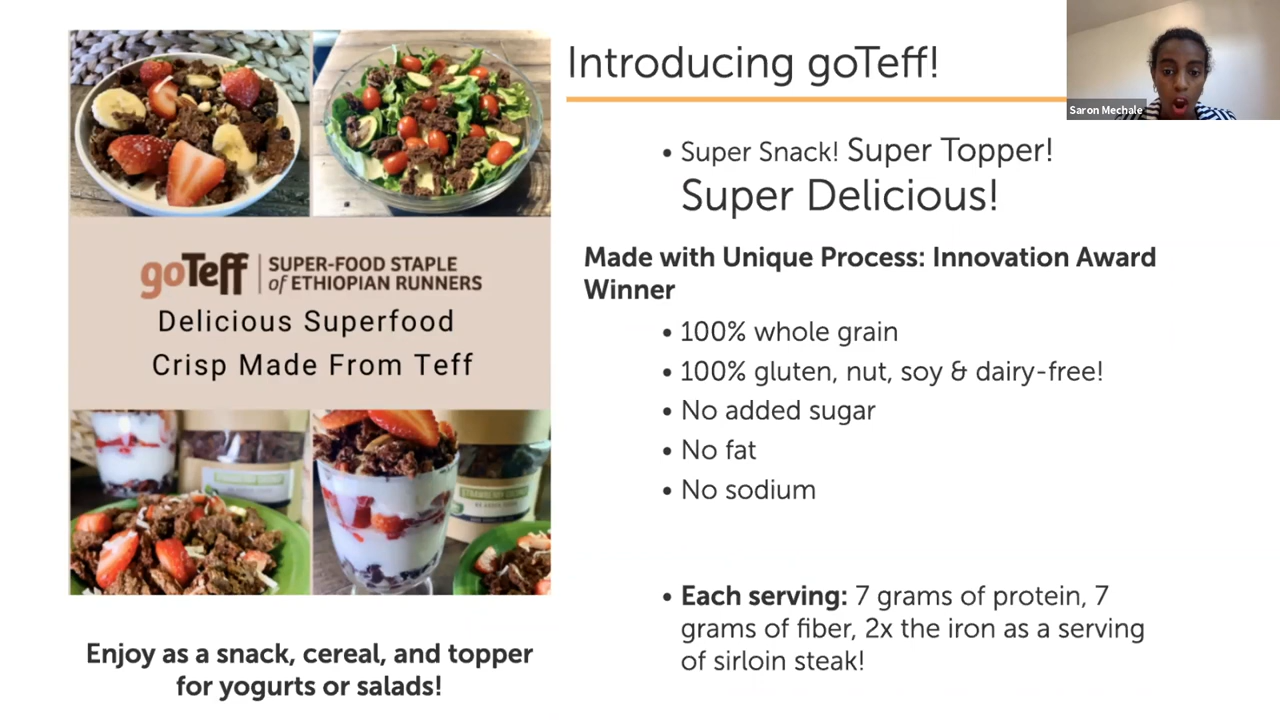 Introducing goTeff!
Saron Mechale
• Super Snack! Super Topper!
Super Delicious!
Made with Unique Process: Innovation Award
Winner
• 100% whole grain
• 100% gluten, nut, soy & dairy-free!
• No added sugar
• No fat
• No sodium
• Each serving: 7 grams of protein, 7
grams of fiber, 2x the iron as a serving
of sirloin steak!
goTeff | SUPER-FOOD STAPLE
of ETHIOPIAN RUNNERS
Delicious Superfood
Crisp Made From Teff
Enjoy as a snack, cereal, and topper
for yogurts or salads!